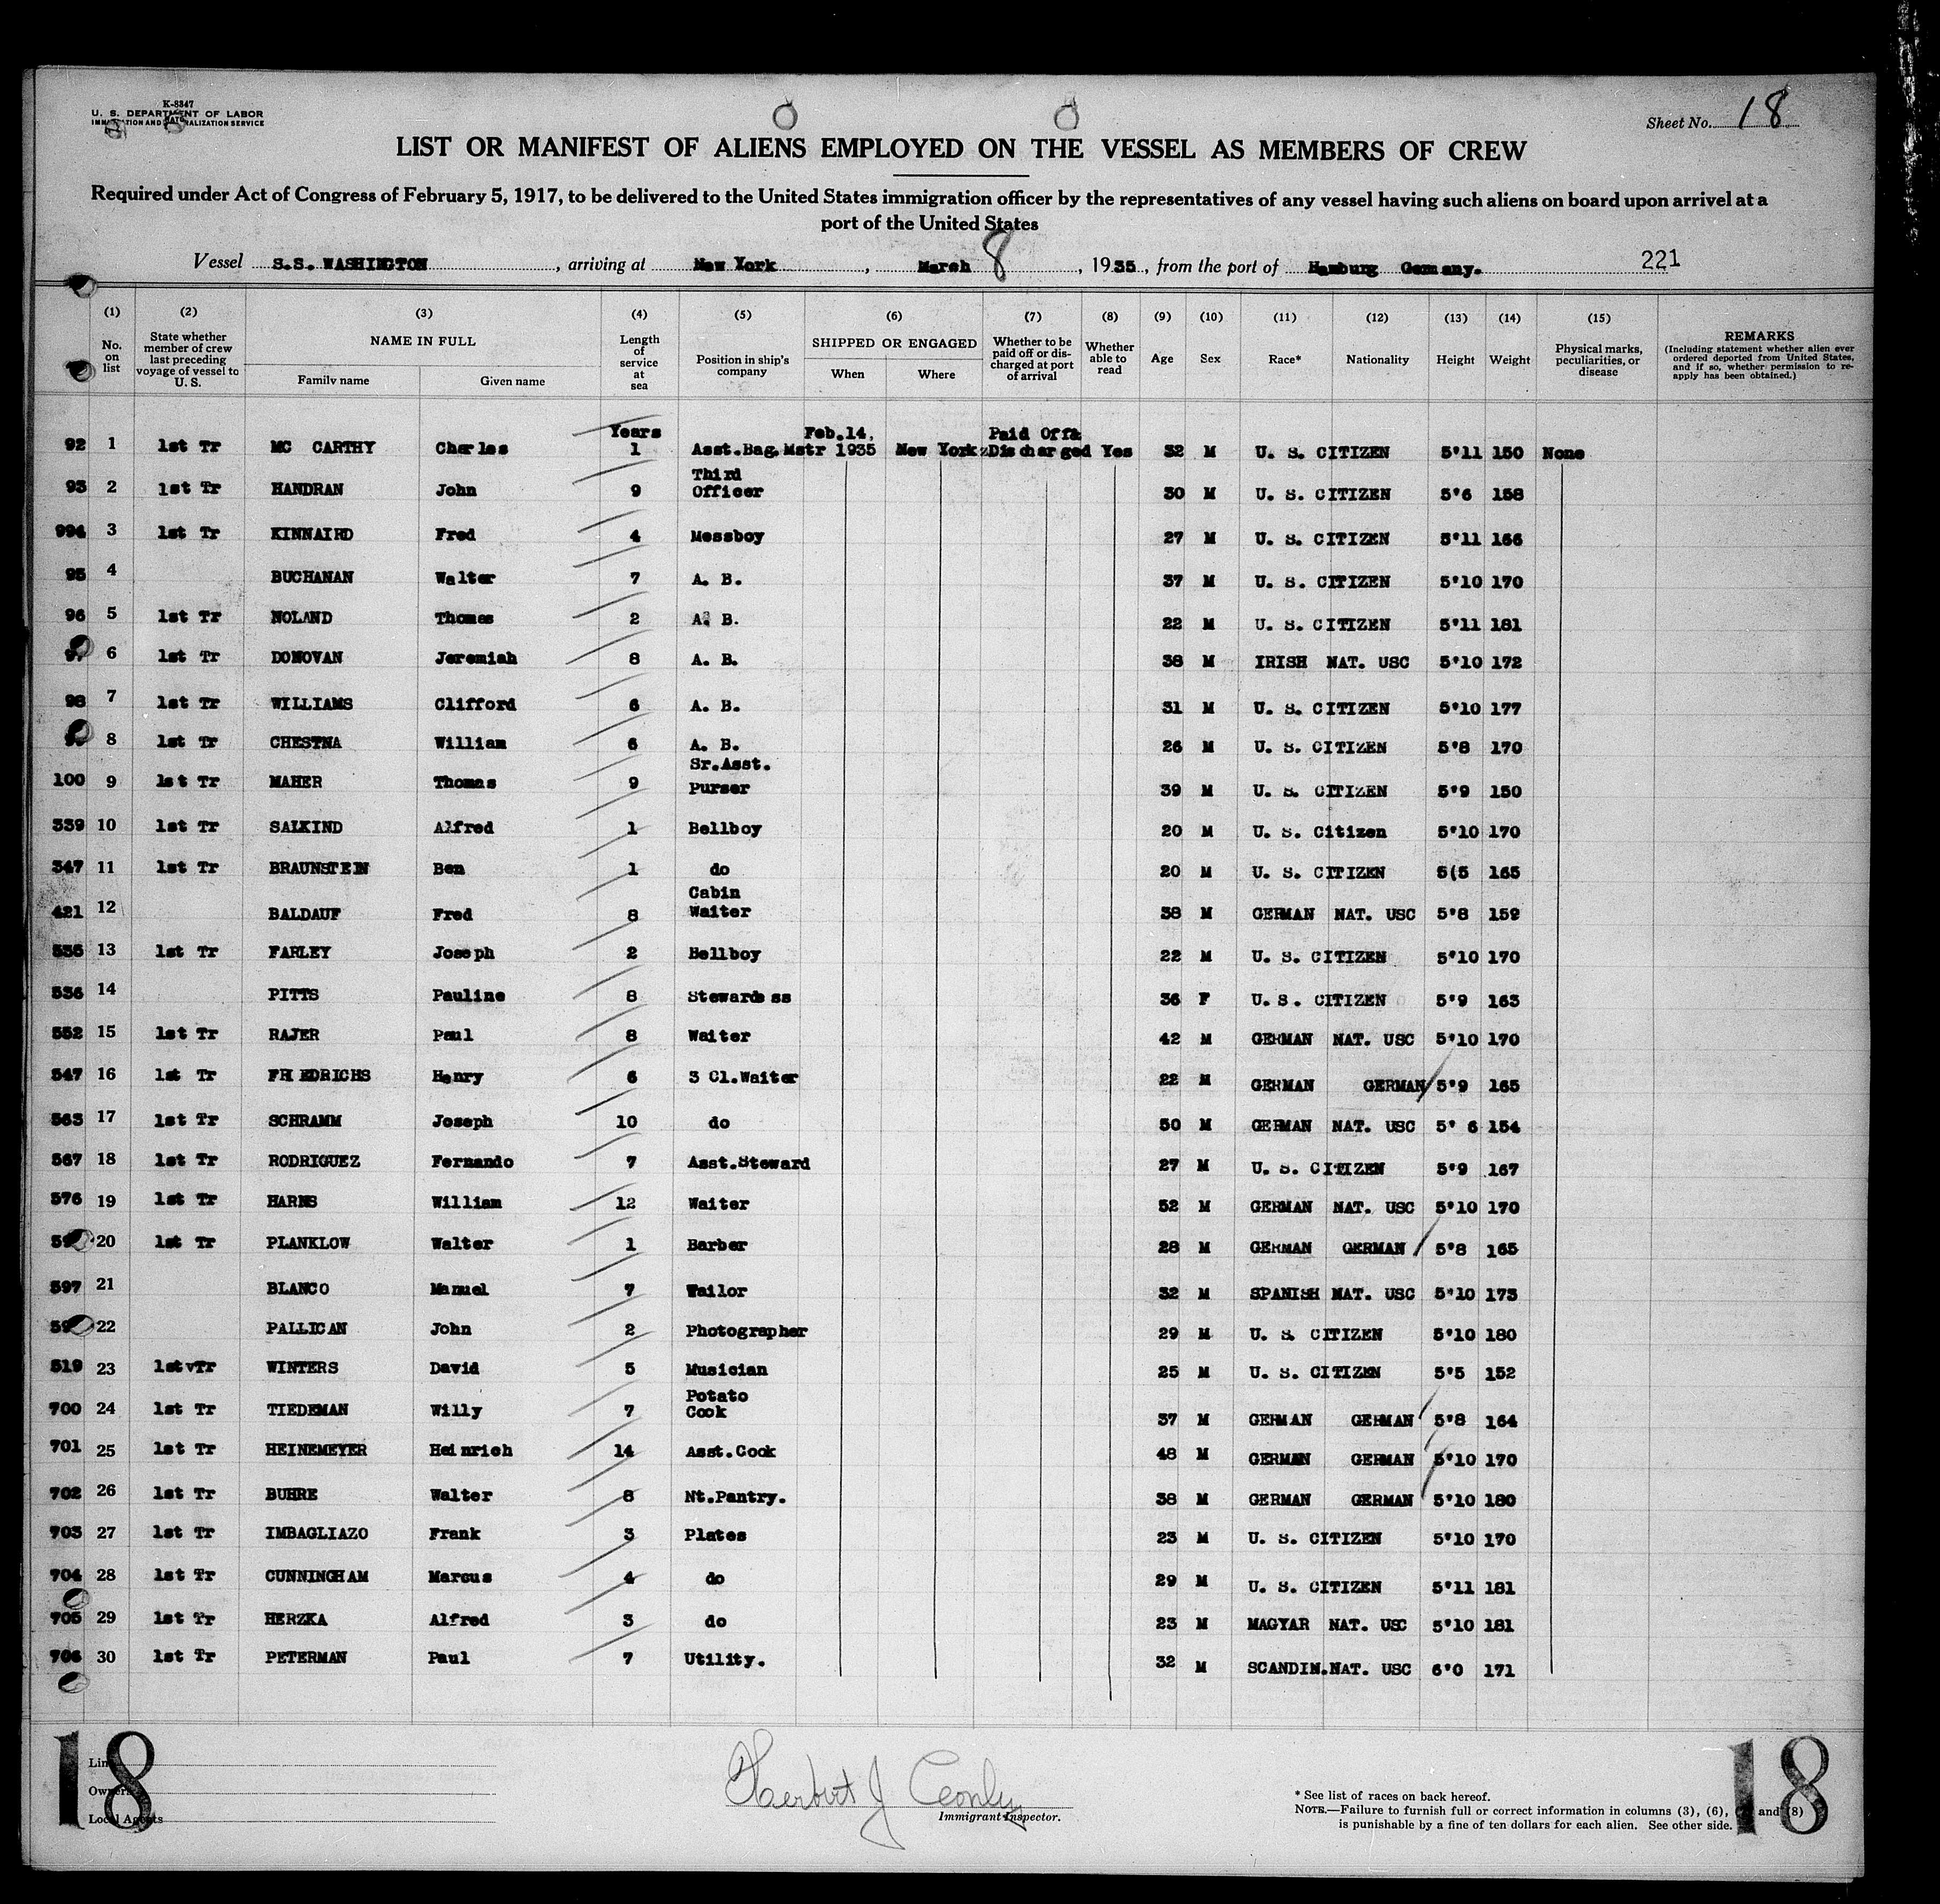 K-8347
U. S. DEPARTMENT OF LABOR
IMMIGRATION AND NATURALIZATION SERVICE
Sheet No. 18
LIST OR MANIFEST OF ALIENS EMPLOYED ON THE VESSEL AS MEMBERS OF CREW
Required under Act of Congress of February 5, 1917, to be delivered to the United States immigration officer by the representatives of any vessel having such aliens on board upon arrival at a
port of the United States
Vessel S.S. WASHINGTON, arriving at New York, March 8, 1935, from the port of Hamburg Gemany. 221
(1) No. on list (2) State whether member of crew last preceding voyage of vessel to U. S. (3) NAME IN FULL Family name Given name (4) Length of service at sea (5) Position in ship's company (6) SHIPPED OR ENGAGED When Where (7) Whether to be paid off or discharged at port of arrival (8) Whether able to read (9) Age (10) Sex (11) Race* (12) Nationality (13) Height (14) Weight (15) Physical marks, peculiarities, or disease REMARKS (Including statement whether alien ever ordered deported from United States, and if so, whether permission to re-apply has been obtained.)
Years Feb.14, Paid Off&
92 1 1st Tr MC CARTHY Charles 1 Asst.Bag.Mstr 1935 New York Discharged Yes 32 M U. S. CITIZEN 5'11 150 None
93 2 1st Tr HANDRAN John 9 Third Officer 30 M U. S. CITIZEN 5'6 158
994 3 1st Tr KINNAIRD Fred 4 Messboy 27 M U. S. CITIZEN 5'11 166
95 4 BUCHANAN Walter 7 A. B. 37 M U. S. CITIZEN 5'10 170
96 5 1st Tr NOLAND Thomas 2 A. B. 22 M U. S. CITIZEN 5'11 181
6 1st Tr DONOVAN Jeremiah 8 A. B. 38 M IRISH NAT. USC 5'10 172
98 7 1st Tr WILLIAMS Clifford 6 A. B. 31 M U. S. CITIZEN 5'10 177
8 1st Tr CHESTNA William 6 A. B. 26 M U. S. CITIZEN 5'8 170
100 9 1st Tr MAHER Thomas 9 Sr.Asst. Purser 39 M U. S. CITIZEN 5'9 150
339 10 1st Tr SALKIND Alfred 1 Bellboy 20 M U. S. Citizen 5'10 170
347 11 1st Tr BRAUNSTEIN Ben 1 do 20 M U. S. CITIZEN 5(5 165
421 12 BALDAUF Fred 8 Cabin Waiter 38 M GERMAN NAT. USC 5'8 159
535 13 1st Tr FARLEY Joseph 2 Bellboy 22 M U. S. CITIZEN 5'10 170
536 14 PITTS Pauline 8 Stewardess 36 F U. S. CITIZEN 5'9 163
552 15 1st Tr RAJER Paul 8 Waiter 42 M GERMAN NAT. USC 5'10 170
547 16 1st Tr FRIEDRICHS Henry 6 3 Cl.Waiter 22 M GERMAN GERMAN 5'9 165
563 17 1st Tr SCHRAMM Joseph 10 do 50 M GERMAN NAT. USC 5' 6 154
567 18 1st Tr RODRIGUEZ Fernando 7 Asst.Steward 27 M U. S. CITIZEN 5'9 167
576 19 1st Tr HARNS William 12 Waiter 52 M GERMAN NAT. USC 5'10 170
20 1st Tr PLANKLOW Walter 1 Barber 28 M GERMAN GERMAN 5'8 165
597 21 BLANCO Manuel 7 Tailor 32 M SPANISH NAT. USC 5'10 173
22 PALLICAN John 2 Photographer 29 M U. S. CITIZEN 5'10 180
519 23 1stvTr WINTERS David 5 Musician 25 M U. S. CITIZEN 5'5 152
700 24 1st Tr TIEDEMAN Willy 7 Potato Cook 37 M GERMAN GERMAN 5'8 164
701 25 1st Tr HEINEMEYER Heinrich 14 Asst.Cook 48 M GERMAN GERMAN 5'10 170
702 26 1st Tr BUHRE Walter 8 Nt.Pantry. 38 M GERMAN GERMAN 5'10 180
703 27 1st Tr IMBAGLIAZO Frank 3 Plates 23 M U. S. CITIZEN 5'10 170
704 28 1st Tr CUNNINGHAM Marcus 4 do 29 M U. S. CITIZEN 5'11 181
705 29 1st Tr HERZKA Alfred 3 do 23 M MAGYAR NAT. USC 5'10 181
706 30 1st Tr PETERMAN Paul 7 Utility. 32 M SCANDIN.NAT. USC 6'0 171
18
Line
Owners
Local Agents
Herbert J
Immigrant Inspector.
* See list of races on back hereof.
NOTE.—Failure to furnish full or correct information in columns (3), (6), and (8)
is punishable by a fine of ten dollars for each alien. See other side.
18